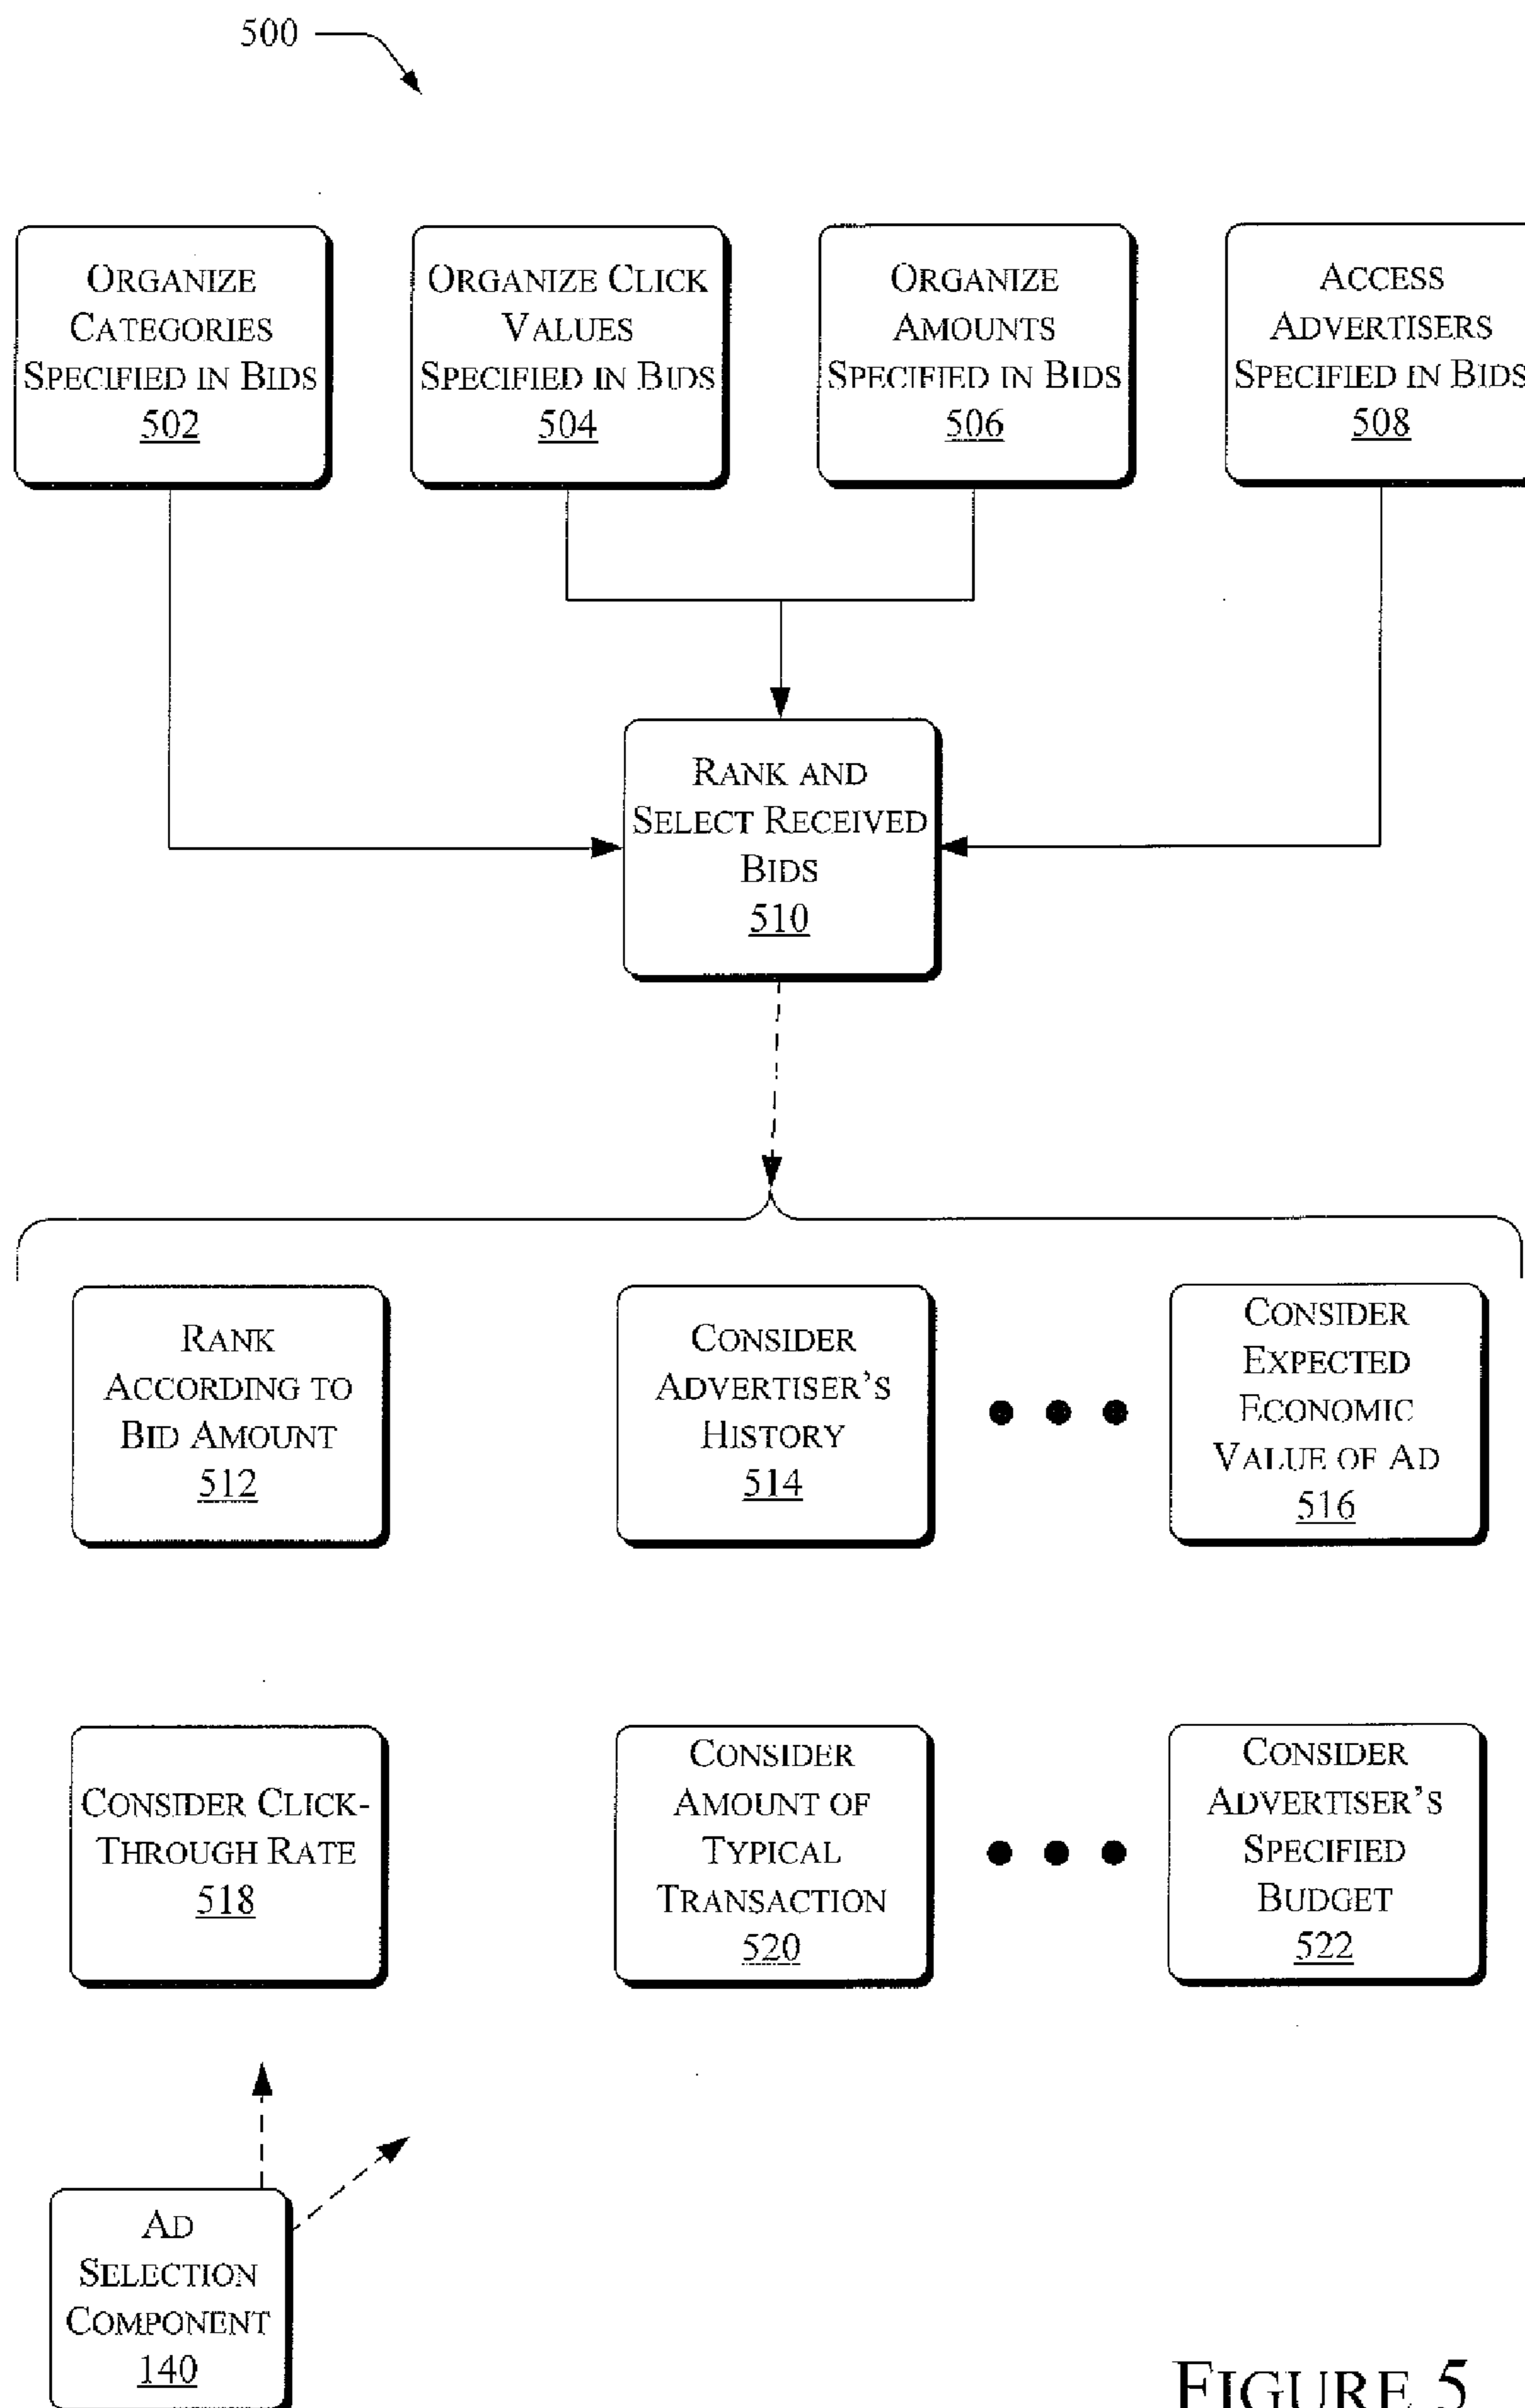 500
ORGANIZE
CATEGORIES
SPECIFIED IN BIDS
502
ORGANIZE CLICK
VALUES
SPECIFIED IN BIDS
504
ORGANIZE
AMOUNTS
SPECIFIED IN BIDS
506
ACCESS
ADVERTISERS
SPECIFIED IN BIDS
508
RANK AND
SELECT RECEIVED
BIDS
510
RANK
ACCORDING TO
BID AMOUNT
512
CONSIDER
ADVERTISER'S
HISTORY
514
CONSIDER
EXPECTED
ECONOMIC
VALUE OF AD
516
CONSIDER CLICK-
THROUGH RATE
518
CONSIDER
AMOUNT OF
TYPICAL
TRANSACTION
520
CONSIDER
ADVERTISER'S
SPECIFIED
BUDGET
522
AD
SELECTION
COMPONENT
140
FIGURE 5